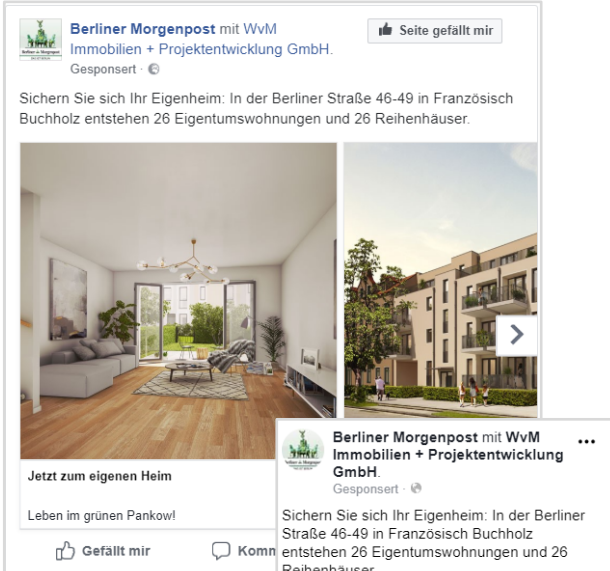 Berliner Morgenpost mit WvM
Immobilien + Projektentwicklung GmbH.
Gesponsert ·
Seite gefällt mir
Sichern Sie sich Ihr Eigenheim: In der Berliner Straße 46-49 in Französisch
Buchholz entstehen 26 Eigentumswohnungen und 26 Reihenhäuser.
Jetzt zum eigenen Heim
Leben im grünen Pankow!
Gefällt mir
Komm
Berliner Morgenpost mit WvM
Immobilien + Projektentwicklung
GmbH.
Gesponsert ·
Sichern Sie sich Ihr Eigenheim: In der Berliner
Straße 46-49 in Französisch Buchholz
entstehen 26 Eigentumswohnungen und 26
Reihenhäuser